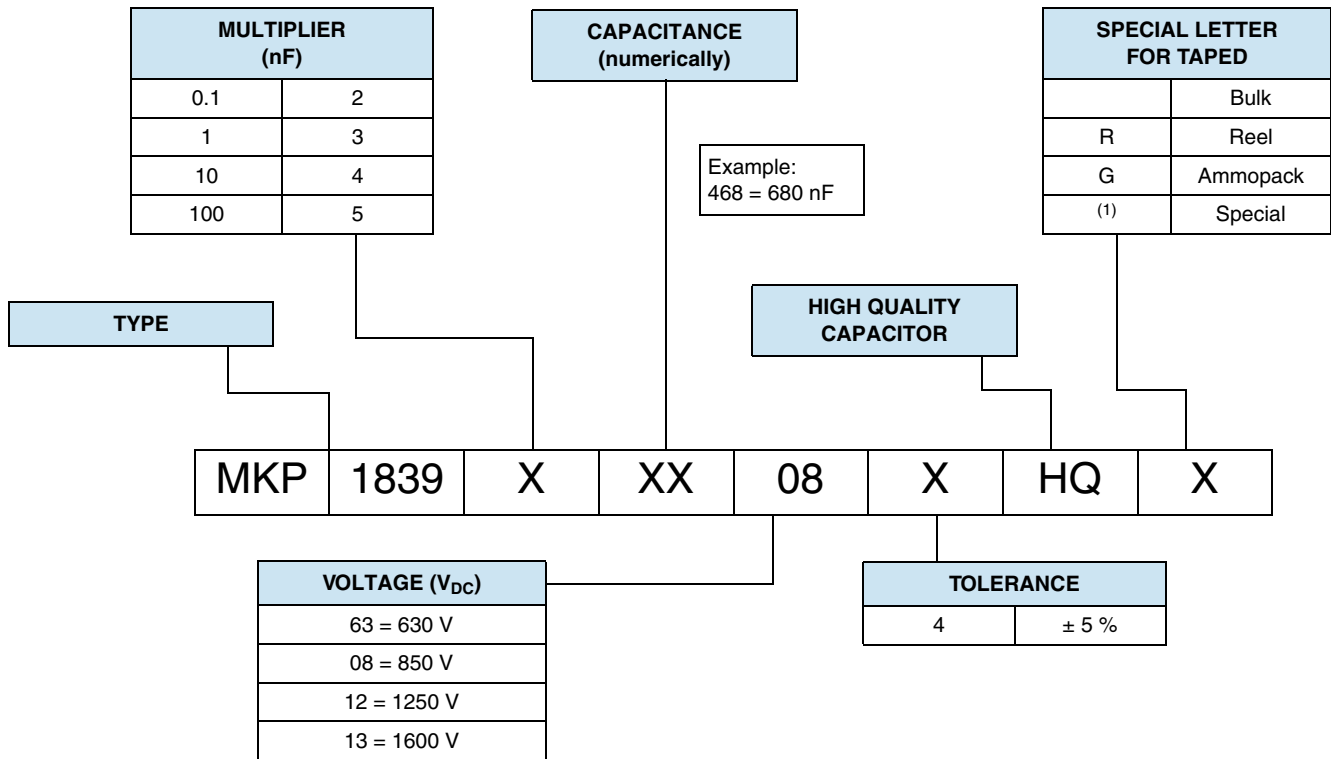 MULTIPLIER
(nF)
0.1 2
1 3
10 4
100 5
CAPACITANCE
(numerically)
Example:
468 = 680 nF
SPECIAL LETTER
FOR TAPED
Bulk
R Reel
G Ammopack
(1) Special
TYPE
HIGH QUALITY
CAPACITOR
MKP 1839 X XX 08 X HQ X
VOLTAGE (VDC)
63 = 630 V
08 = 850 V
12 = 1250 V
13 = 1600 V
TOLERANCE
4 ± 5 %